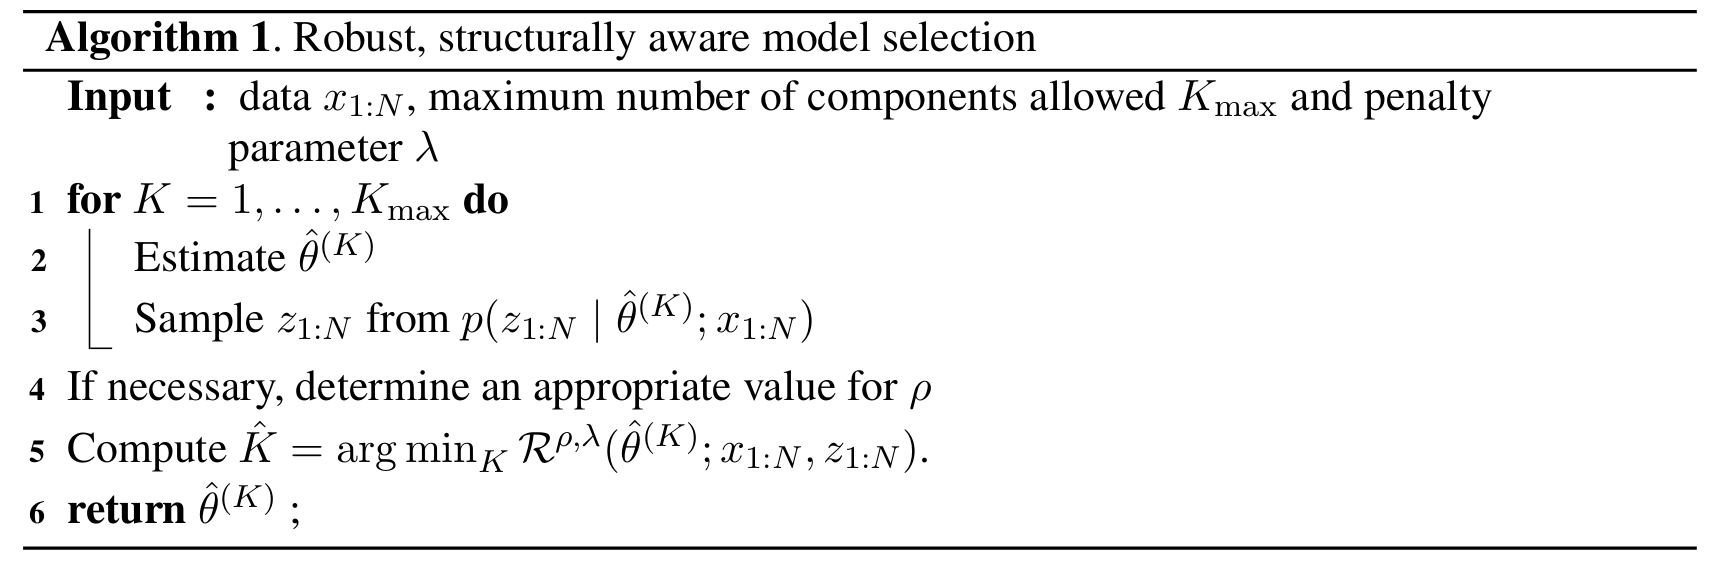 Algorithm 1. Robust, structurally aware model selection
Input : data $x_{1:N}$, maximum number of components allowed $K_{\max}$ and penalty
parameter $\lambda$
1 for $K = 1, \ldots, K_{\max}$ do
2 Estimate $\hat{\theta}^{(K)}$
3 Sample $z_{1:N}$ from $p(z_{1:N} \mid \hat{\theta}^{(K)}; x_{1:N})$
4 If necessary, determine an appropriate value for $\rho$
5 Compute $\hat{K} = \arg\min_K \mathcal{R}^{\rho,\lambda}(\hat{\theta}^{(K)}; x_{1:N}, z_{1:N})$.
6 return $\hat{\theta}^{(K)}$ ;